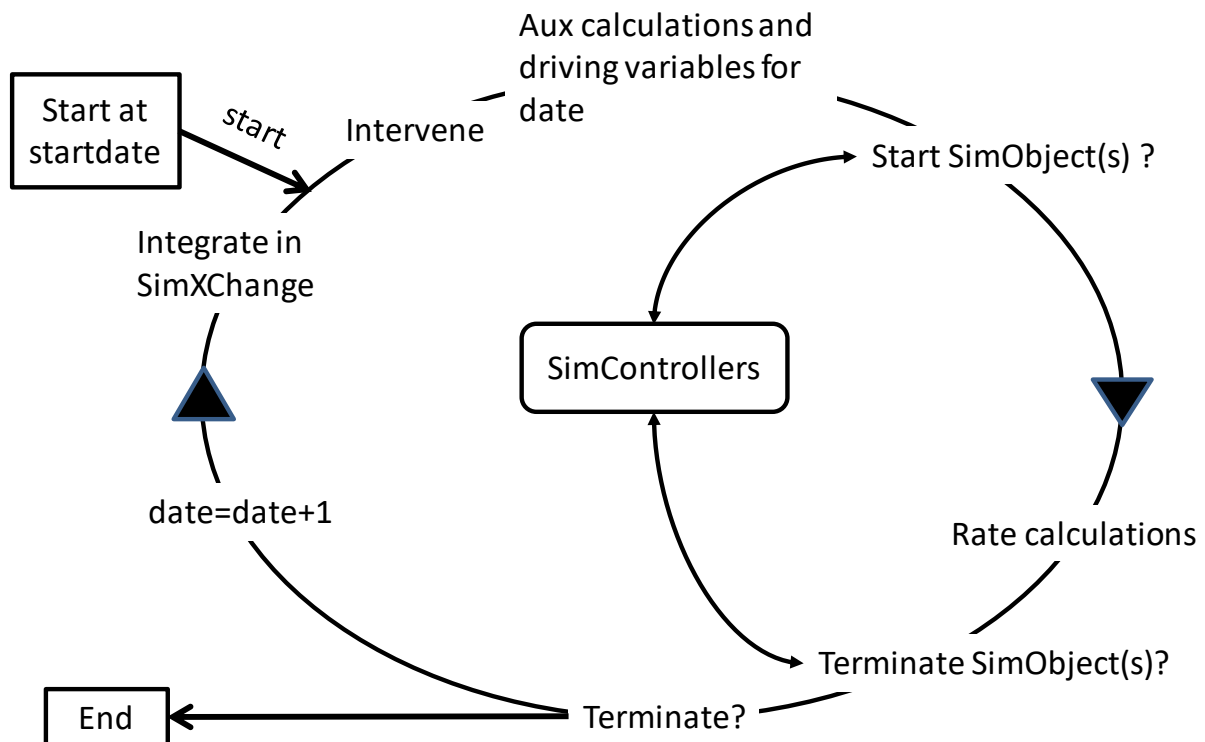 Aux calculations and
driving variables for
date
Start at
startdate
start
Intervene
Start SimObject(s) ?
Integrate in
SimXChange
SimControllers
date=date+1
Rate calculations
Terminate SimObject(s)?
Terminate?
End